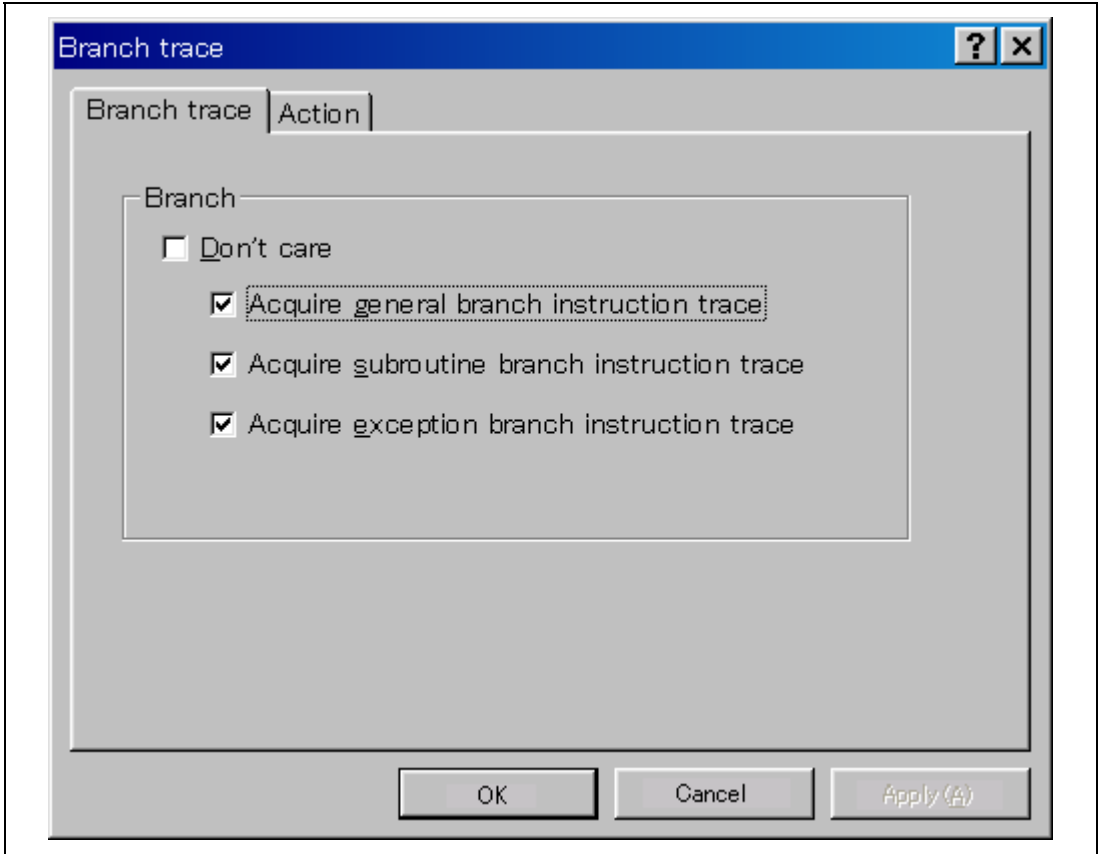 Branch trace
Branch trace Action
Branch
Don't care
Acquire general branch instruction trace
Acquire subroutine branch instruction trace
Acquire exception branch instruction trace
OK Cancel Apply(A)